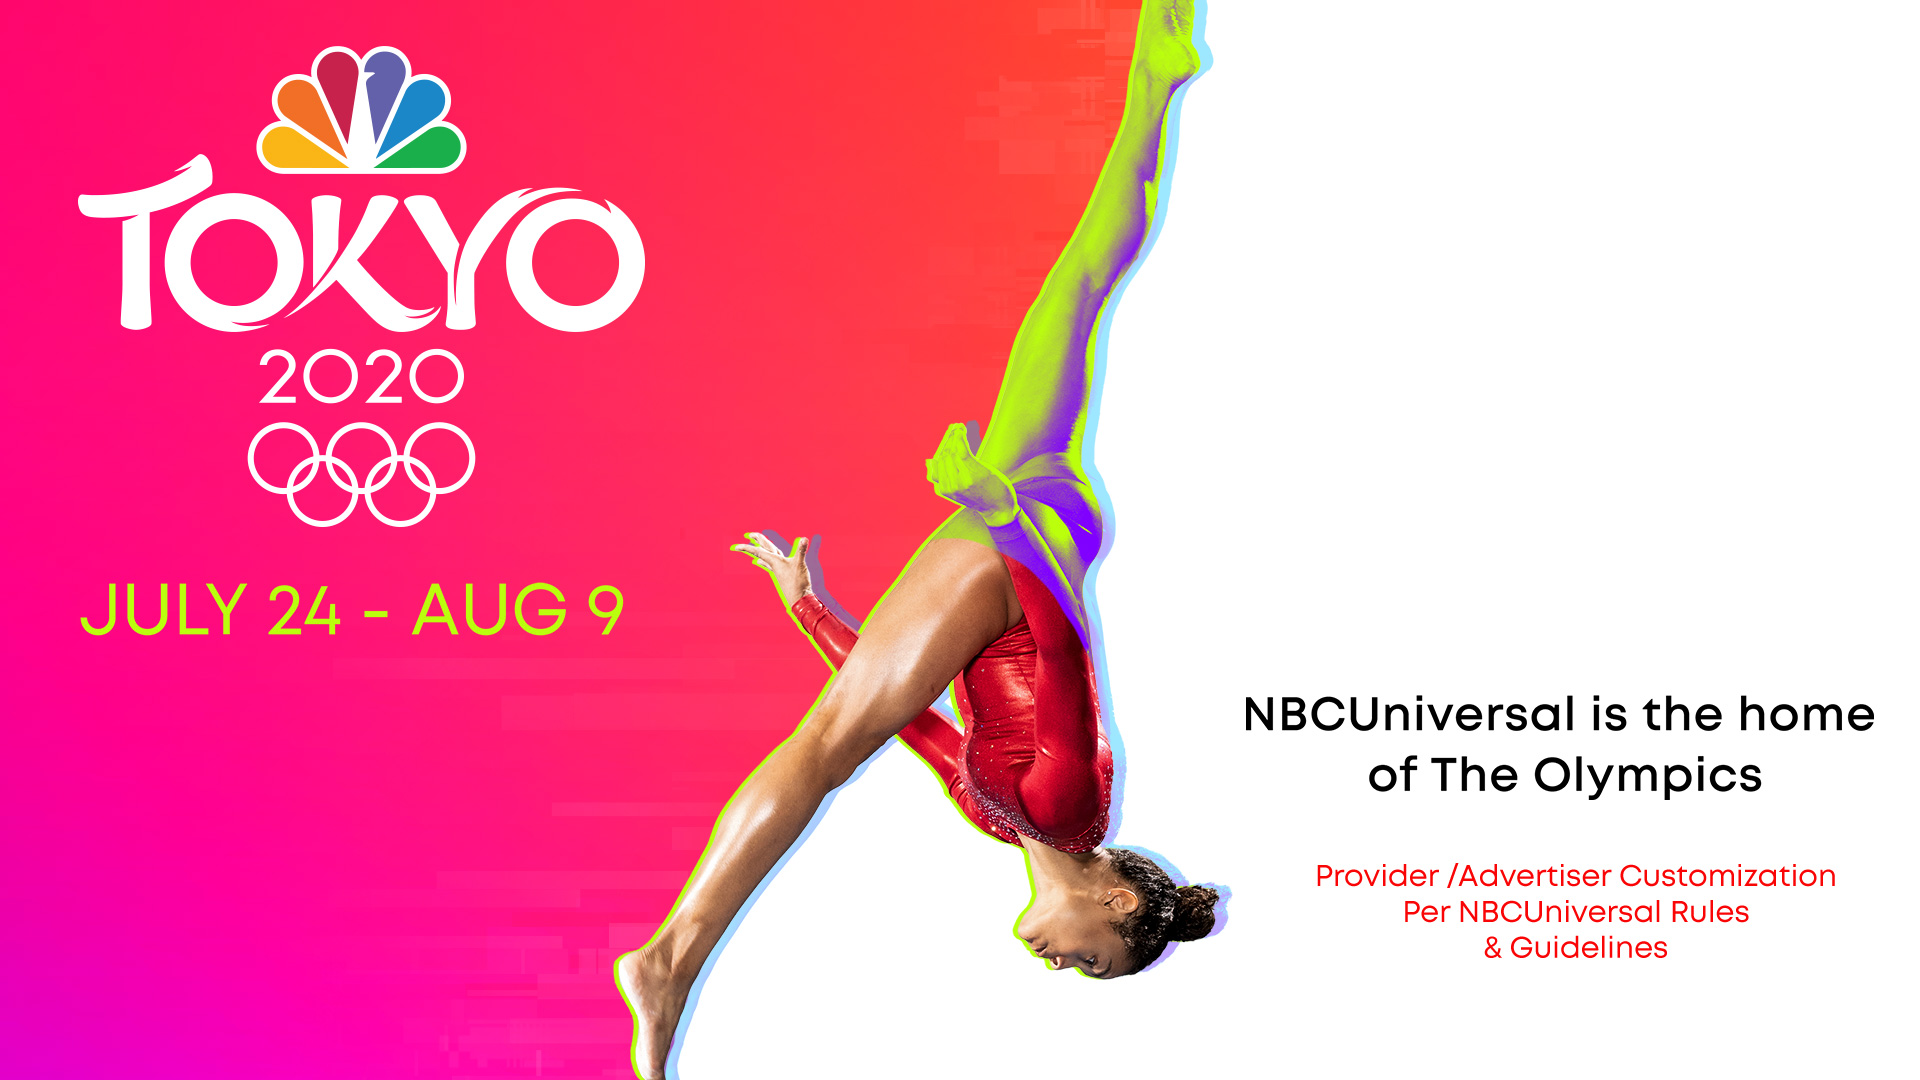 TOKYO
2020
JULY 24 - AUG 9
NBCUniversal is the home
of The Olympics
Provider /Advertiser Customization
Per NBCUniversal Rules
& Guidelines